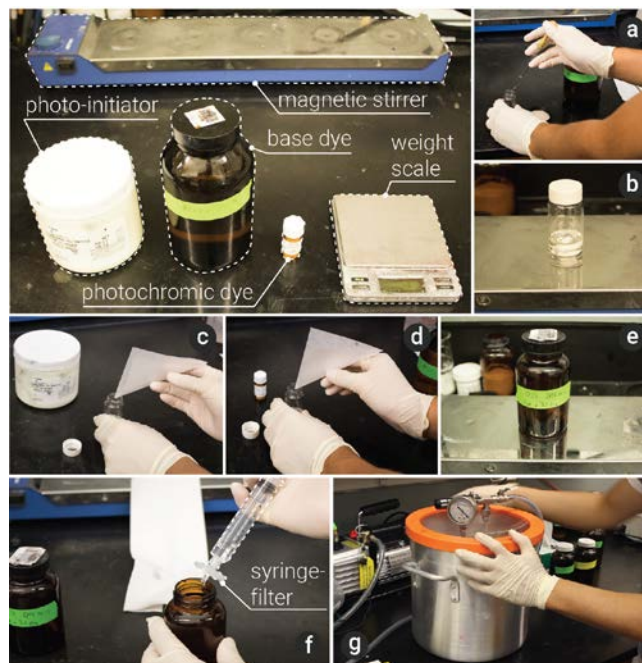 a
magnetic stirrer
photo-initiator
base dye
weight
scale
b
photochromic dye
c
d
e
syringe-
filter
f
g